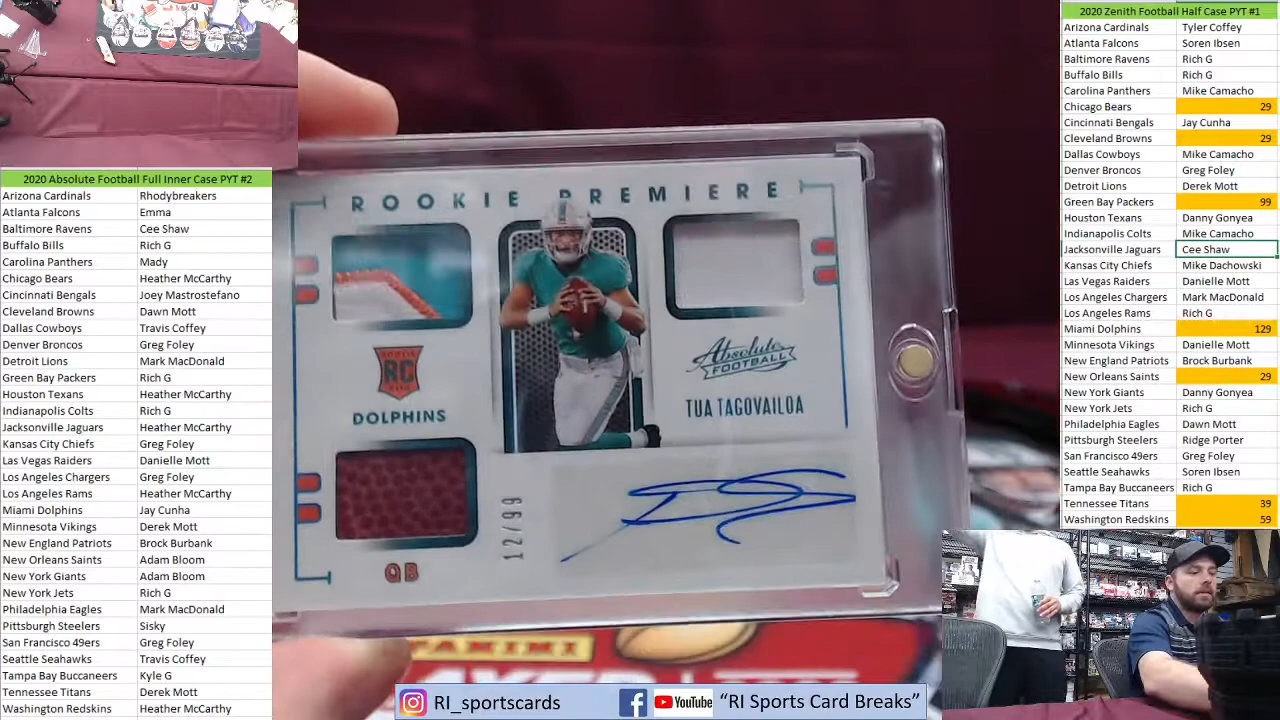 2020 Absolute Football Full Inner Case PYT #2
Arizona Cardinals Rhodybreakers
Atlanta Falcons Emma
Baltimore Ravens Cee Shaw
Buffalo Bills Rich G
Carolina Panthers Mady
Chicago Bears Heather McCarthy
Cincinnati Bengals Joey Mastrostefano
Cleveland Browns Dawn Mott
Dallas Cowboys Travis Coffey
Denver Broncos Greg Foley
Detroit Lions Mark MacDonald
Green Bay Packers Rich G
Houston Texans Heather McCarthy
Indianapolis Colts Rich G
Jacksonville Jaguars Heather McCarthy
Kansas City Chiefs Greg Foley
Las Vegas Raiders Danielle Mott
Los Angeles Chargers Greg Foley
Los Angeles Rams Heather McCarthy
Miami Dolphins Jay Cunha
Minnesota Vikings Derek Mott
New England Patriots Brock Burbank
New Orleans Saints Adam Bloom
New York Giants Adam Bloom
New York Jets Rich G
Philadelphia Eagles Mark MacDonald
Pittsburgh Steelers Sisky
San Francisco 49ers Greg Foley
Seattle Seahawks Travis Coffey
Tampa Bay Buccaneers Kyle G
Tennessee Titans Derek Mott
Washington Redskins Heather McCarthy
ROOKIE PREMIERE
RC
DOLPHINS
Absolute
FOOTBALL
TUA TAGOVAILOA
12/99
QB
PANINI
RI_sportscards
YouTube
“RI Sports Card Breaks”
2020 Zenith Football Half Case PYT #1
Arizona Cardinals Tyler Coffey
Atlanta Falcons Soren Ibsen
Baltimore Ravens Rich G
Buffalo Bills Rich G
Carolina Panthers Mike Camacho
Chicago Bears 29
Cincinnati Bengals Jay Cunha
Cleveland Browns 29
Dallas Cowboys Mike Camacho
Denver Broncos Greg Foley
Detroit Lions Derek Mott
Green Bay Packers 99
Houston Texans Danny Gonyea
Indianapolis Colts Mike Camacho
Jacksonville Jaguars Cee Shaw
Kansas City Chiefs Mike Dachowski
Las Vegas Raiders Danielle Mott
Los Angeles Chargers Mark MacDonald
Los Angeles Rams Rich G
Miami Dolphins 129
Minnesota Vikings Danielle Mott
New England Patriots Brock Burbank
New Orleans Saints 29
New York Giants Danny Gonyea
New York Jets Rich G
Philadelphia Eagles Dawn Mott
Pittsburgh Steelers Ridge Porter
San Francisco 49ers Greg Foley
Seattle Seahawks Soren Ibsen
Tampa Bay Buccaneers Rich G
Tennessee Titans 39
Washington Redskins 59